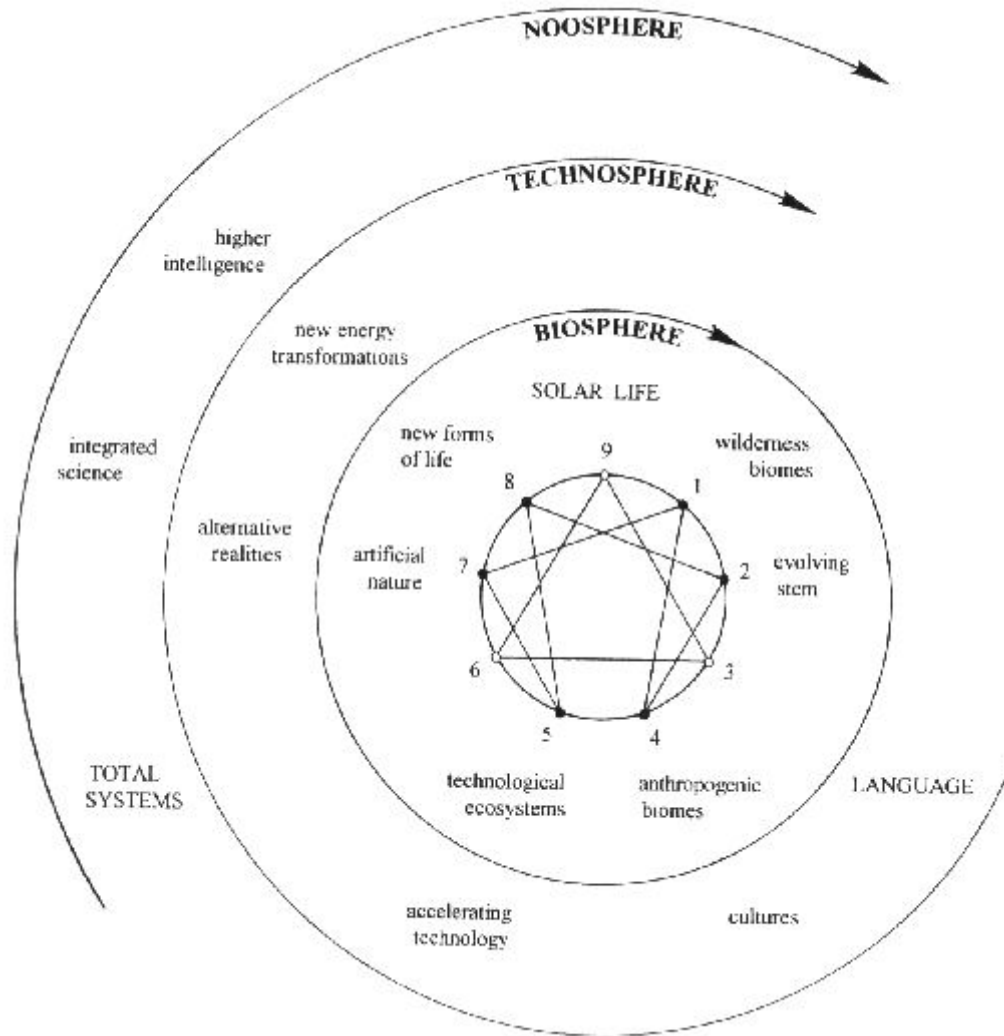 NOOSPHERE
TECHNOSPHERE
higher
intelligence
new energy
transformations
BIOSPHERE
SOLAR LIFE
new forms
of life
wilderness
biomes
integrated
science
9
8
1
alternative
realities
artificial
nature
7
2
evolving
stem
6
3
5
4
TOTAL
SYSTEMS
technological
ecosystems
anthropogenic
biomes
LANGUAGE
accelerating
technology
cultures